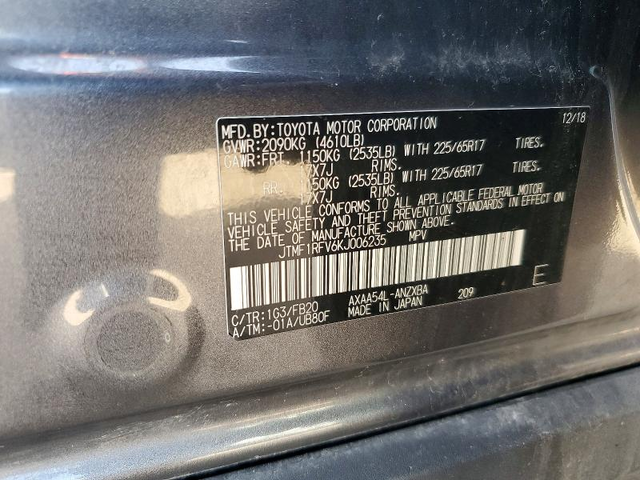 MFD.BY:TOYOTA MOTOR CORPORATION 12/18
GVWR:2090KG (4610LB)
GAWR:FRT. 1150KG (2535LB) WITH 225/65R17 TIRES.
17X7J RIMS.
RR. 1150KG (2535LB) WITH 225/65R17 TIRES.
17X7J RIMS.
THIS VEHICLE CONFORMS TO ALL APPLICABLE FEDERAL MOTOR
VEHICLE SAFETY AND THEFT PREVENTION STANDARDS IN EFFECT ON
THE DATE OF MANUFACTURE SHOWN ABOVE.
JTMF1RFV6KJ006235 MPV
C/TR:1G3/FB20 AXAA54L-ANZXBA 209 E
A/TM:-01A/UB80F MADE IN JAPAN